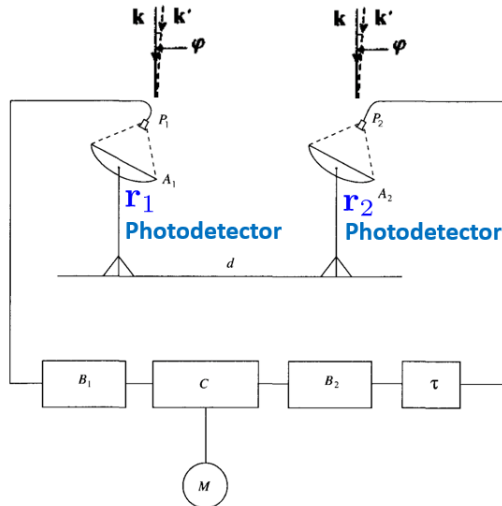 k k′ k k′
φ φ
P₁ P₂
A₁ A₂
r₁ r₂
Photodetector Photodetector
d
B₁ C B₂ τ
M